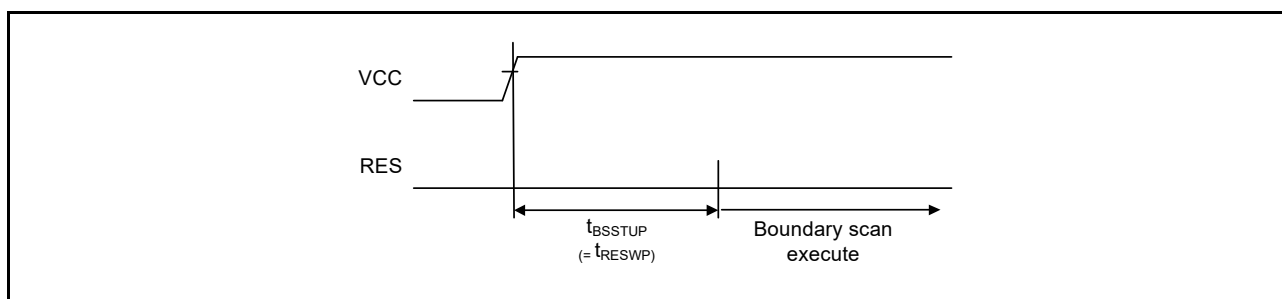 VCC
RES
tBSSTUP
(= tRESWP)
Boundary scan
execute